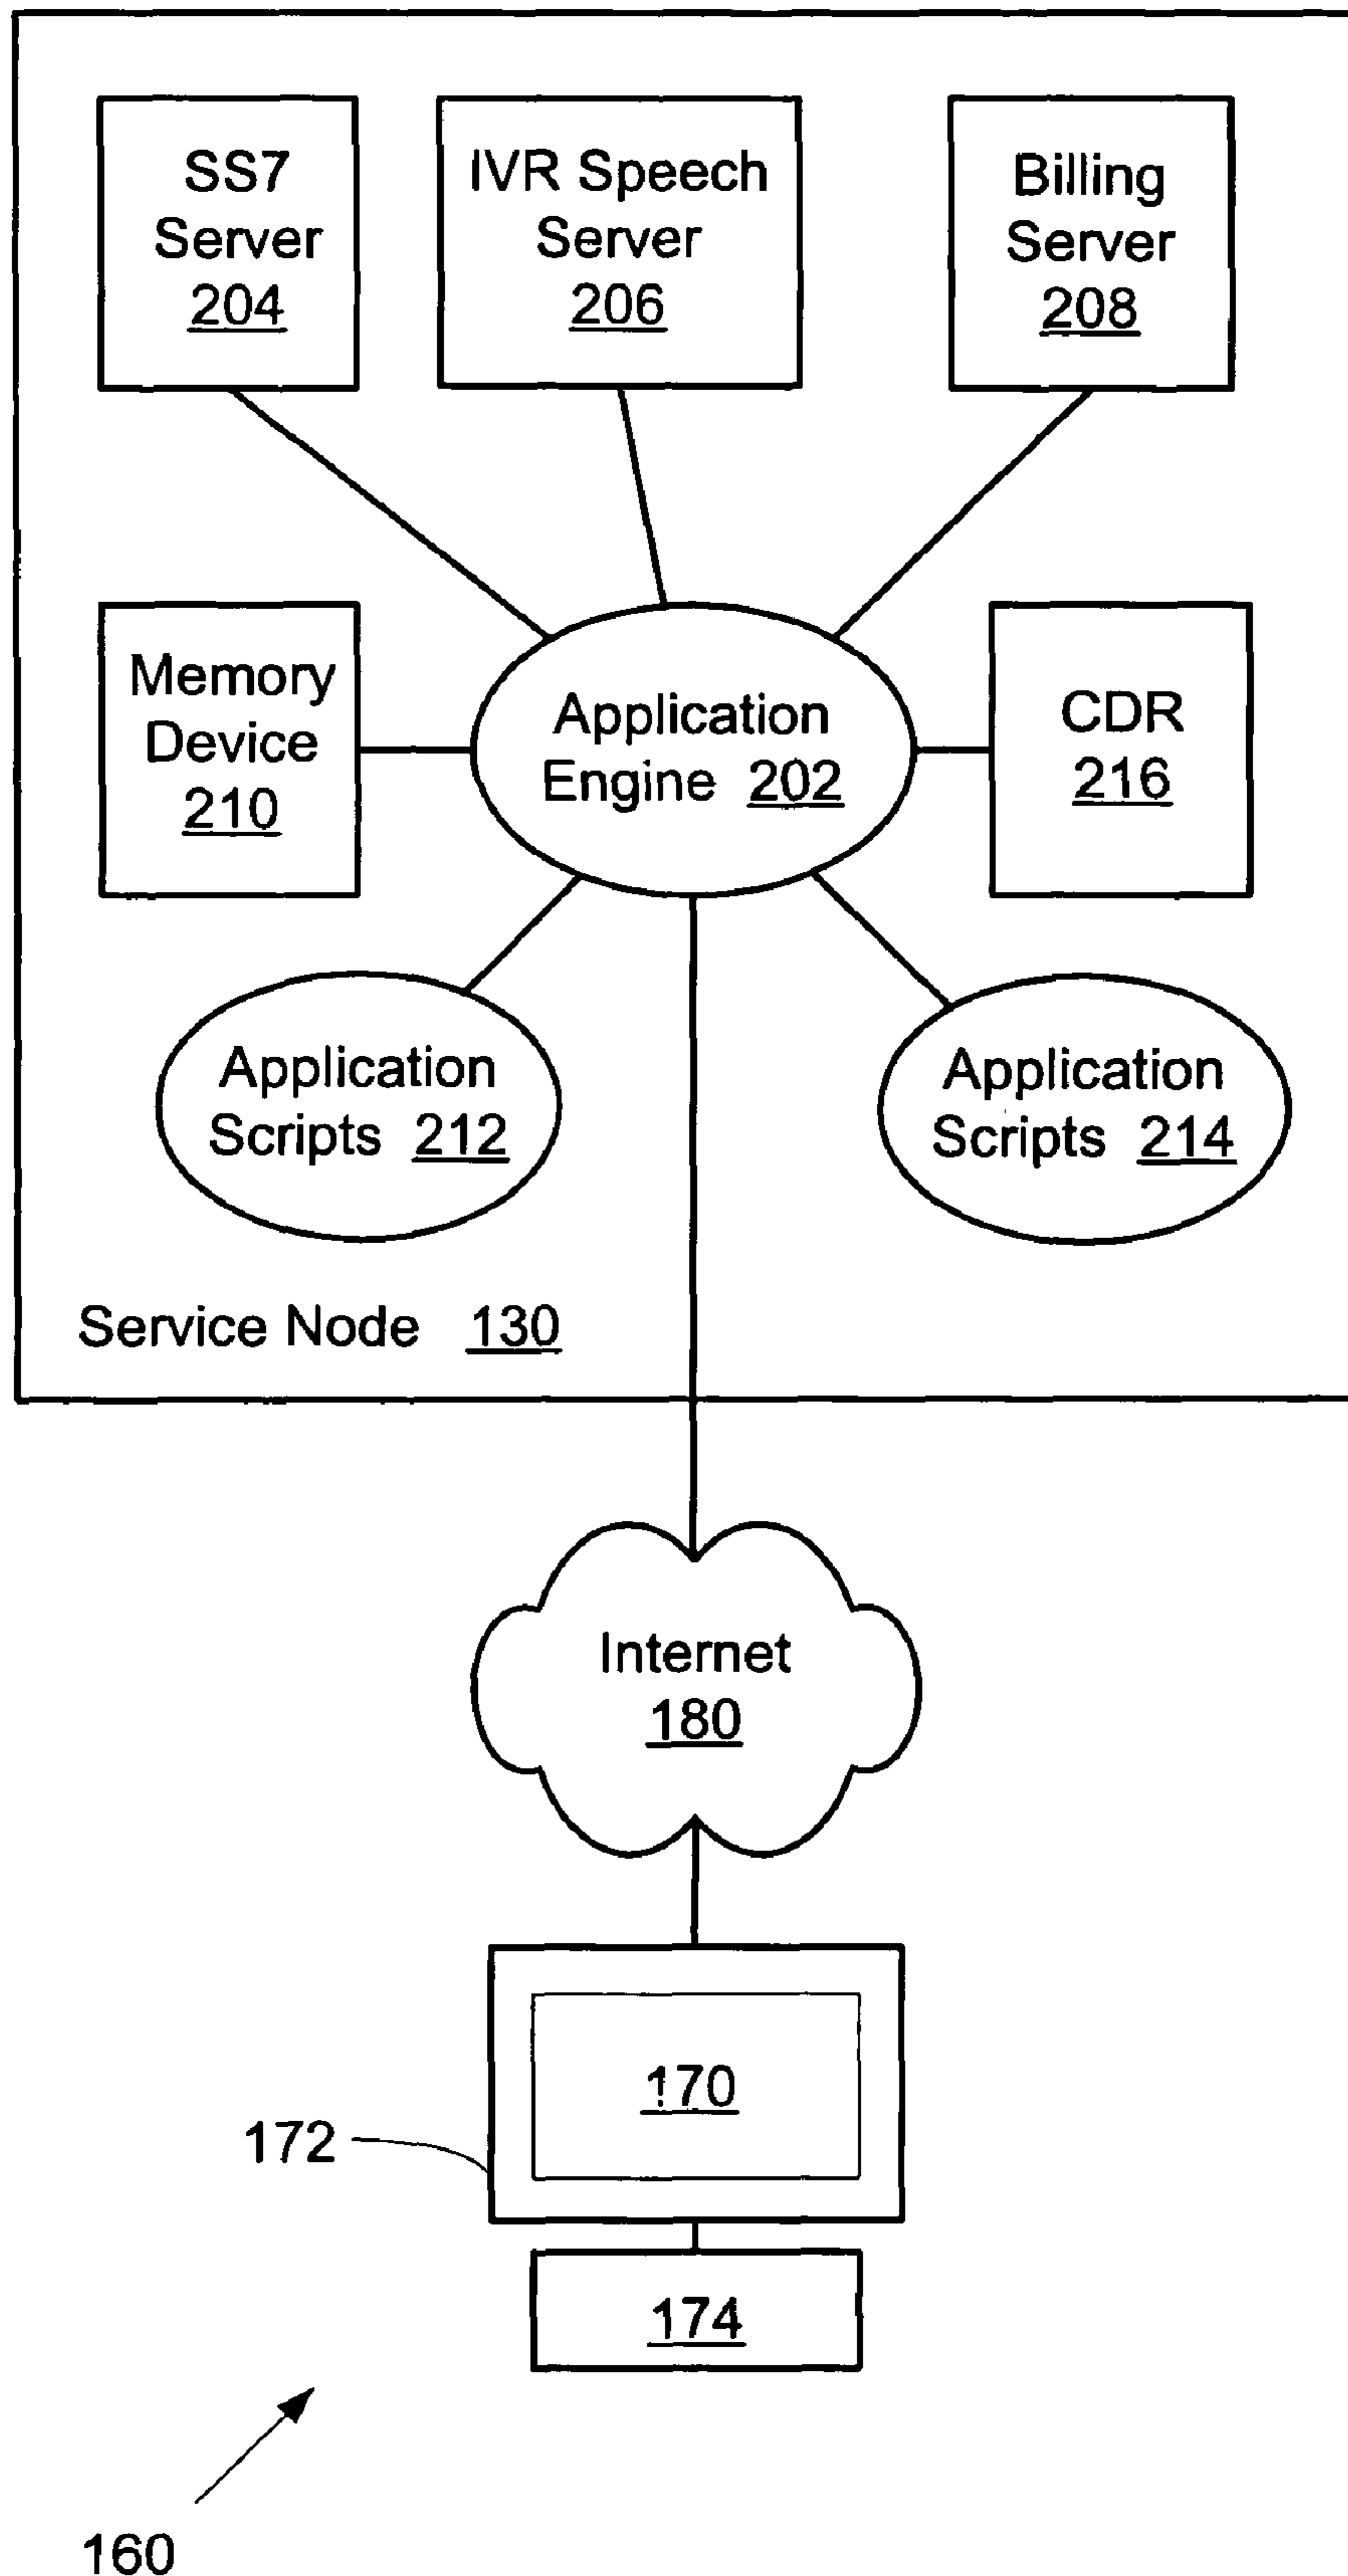 SS7
Server
204
IVR Speech
Server
206
Billing
Server
208
Memory
Device
210
Application
Engine 202
CDR
216
Application
Scripts 212
Application
Scripts 214
Service Node 130
Internet
180
170
172
174
160